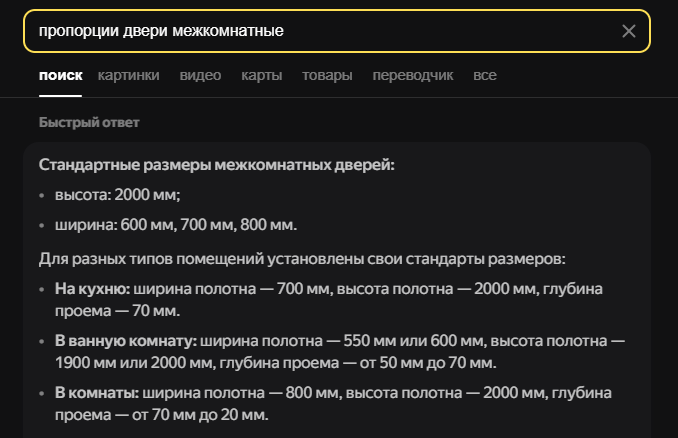 пропорции двери межкомнатные
поиск картинки видео карты товары переводчик все
Быстрый ответ
Стандартные размеры межкомнатных дверей:
• высота: 2000 мм;
• ширина: 600 мм, 700 мм, 800 мм.
Для разных типов помещений установлены свои стандарты размеров:
• На кухню: ширина полотна — 700 мм, высота полотна — 2000 мм, глубина
проема — 70 мм.
• В ванную комнату: ширина полотна — 550 мм или 600 мм, высота полотна —
1900 мм или 2000 мм, глубина проема — от 50 мм до 70 мм.
• В комнаты: ширина полотна — 800 мм, высота полотна — 2000 мм, глубина
проема — от 70 мм до 20 мм.